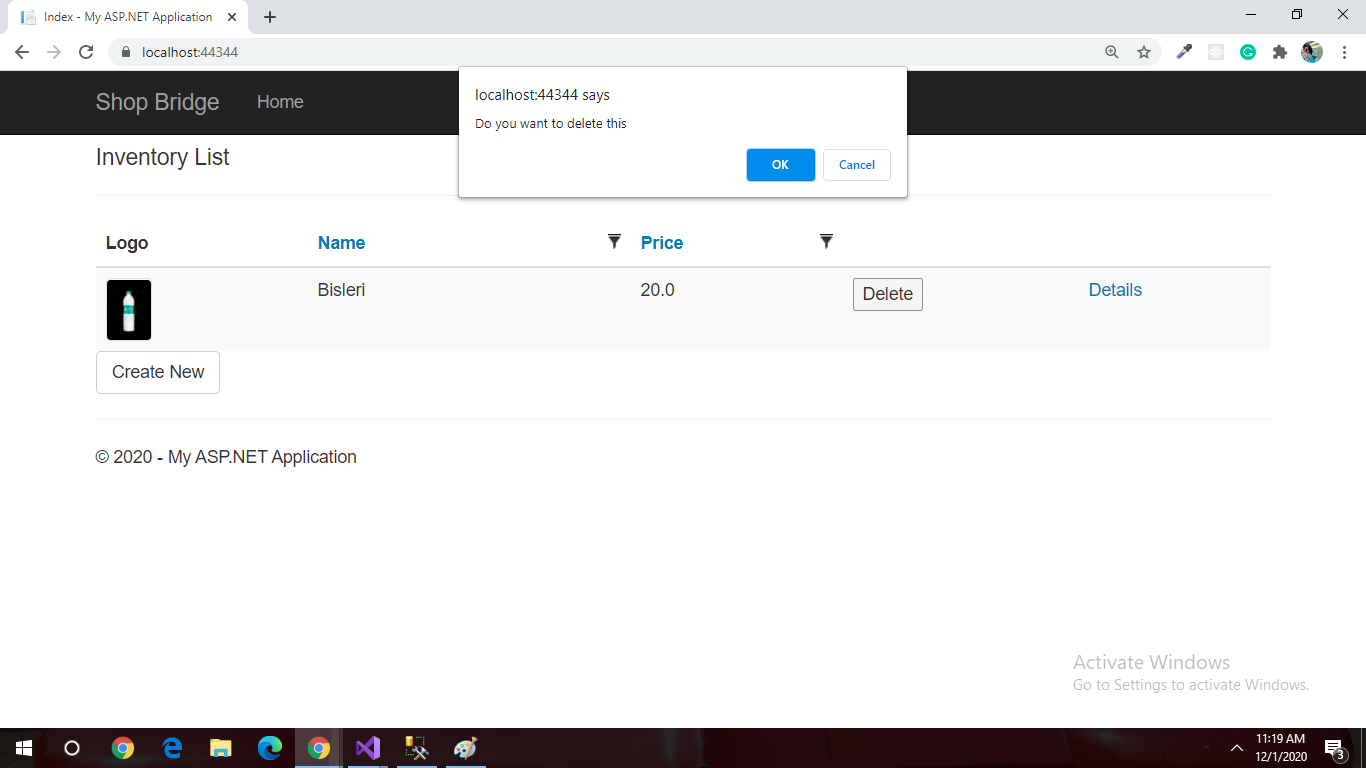 Index - My ASP.NET Application
localhost:44344
Shop Bridge Home
localhost:44344 says
Do you want to delete this
OK Cancel
Inventory List
Logo Name Price
Bisleri 20.0 Delete Details
Create New
© 2020 - My ASP.NET Application
Activate Windows
Go to Settings to activate Windows.
11:19 AM
12/1/2020
3